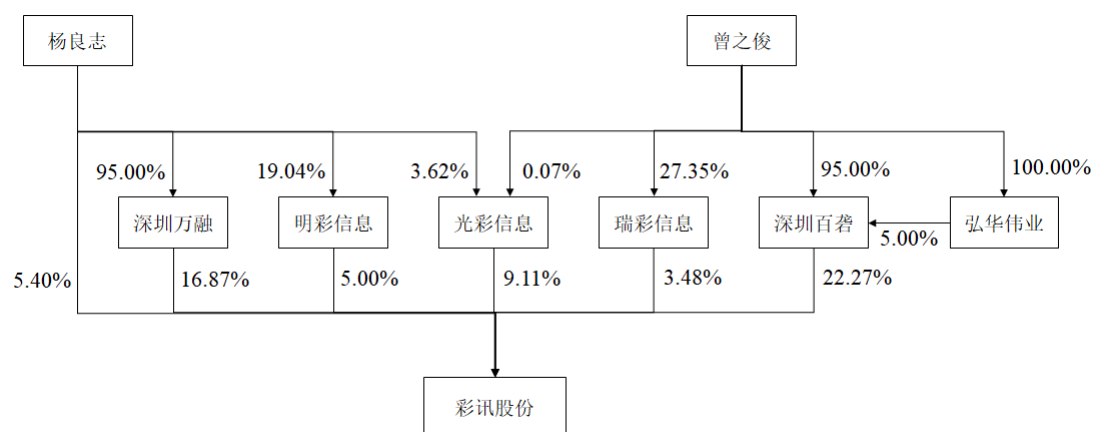 杨良志
曾之俊
95.00%
19.04%
3.62%
0.07%
27.35%
95.00%
100.00%
深圳万融
明彩信息
光彩信息
瑞彩信息
深圳百砻
弘华伟业
5.00%
5.40%
16.87%
5.00%
9.11%
3.48%
22.27%
彩讯股份